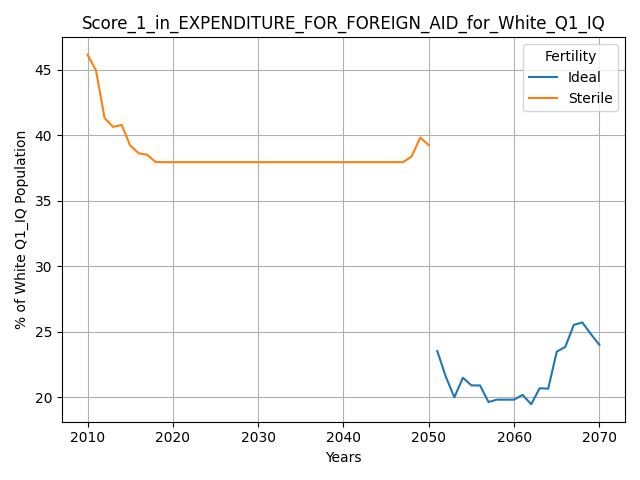 Score_1_in_EXPENDITURE_FOR_FOREIGN_AID_for_White_Q1_IQ
Fertility
Ideal
Sterile
% of White Q1_IQ Population
45
40
35
30
25
20
2010 2020 2030 2040 2050 2060 2070
Years